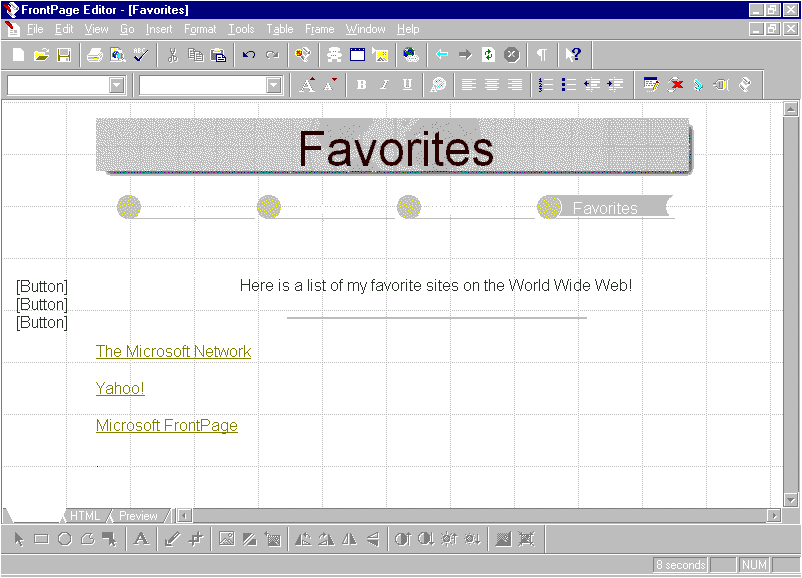 FrontPage Editor - [Favorites]
File Edit View Go Insert Format Tools Table Frame Window Help
Favorites
Favorites
[Button]
[Button]
[Button]
Here is a list of my favorite sites on the World Wide Web!
The Microsoft Network
Yahoo!
Microsoft FrontPage
HTML Preview
8 seconds NUM